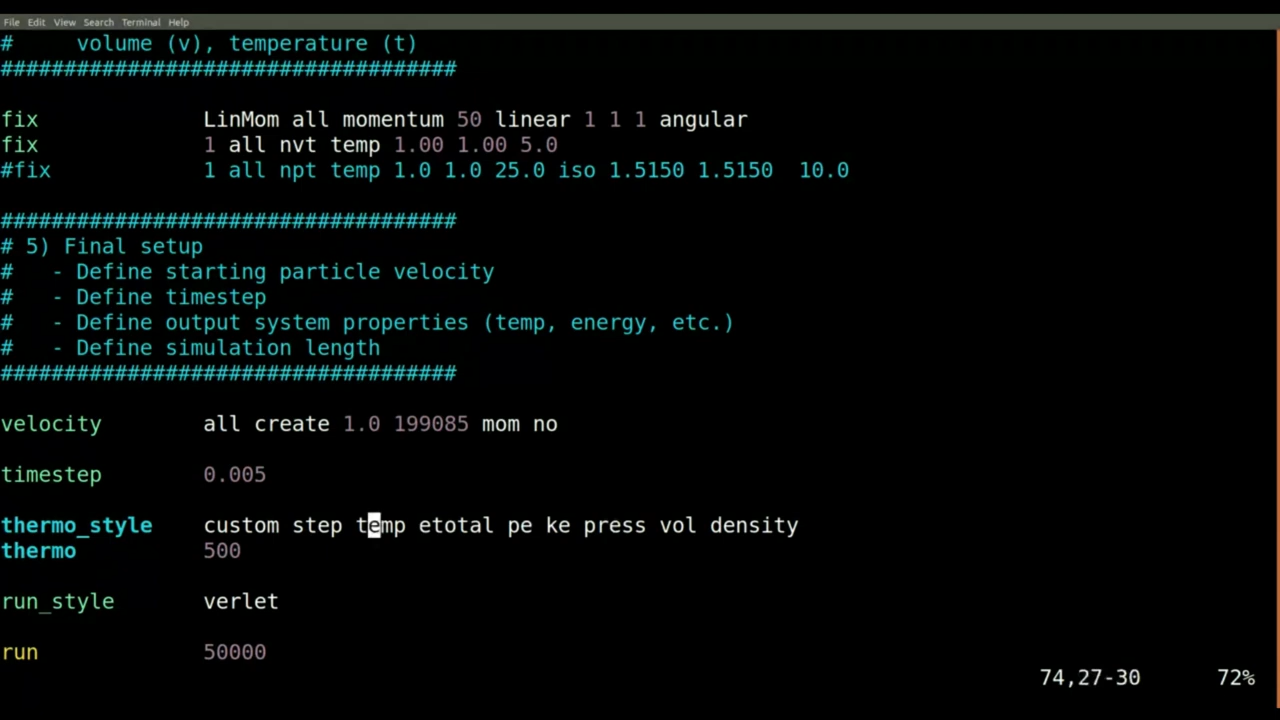 File Edit View Search Terminal Help
#     volume (v), temperature (t)
####################################
fix             LinMom all momentum 50 linear 1 1 1 angular
fix             1 all nvt temp 1.00 1.00 5.0
#fix            1 all npt temp 1.0 1.0 25.0 iso 1.5150 1.5150  10.0
####################################
# 5) Final setup
#   - Define starting particle velocity
#   - Define timestep
#   - Define output system properties (temp, energy, etc.)
#   - Define simulation length
####################################
velocity        all create 1.0 199085 mom no
timestep        0.005
thermo_style    custom step temp etotal pe ke press vol density
thermo          500
run_style       verlet
run             50000
74,27-30      72%